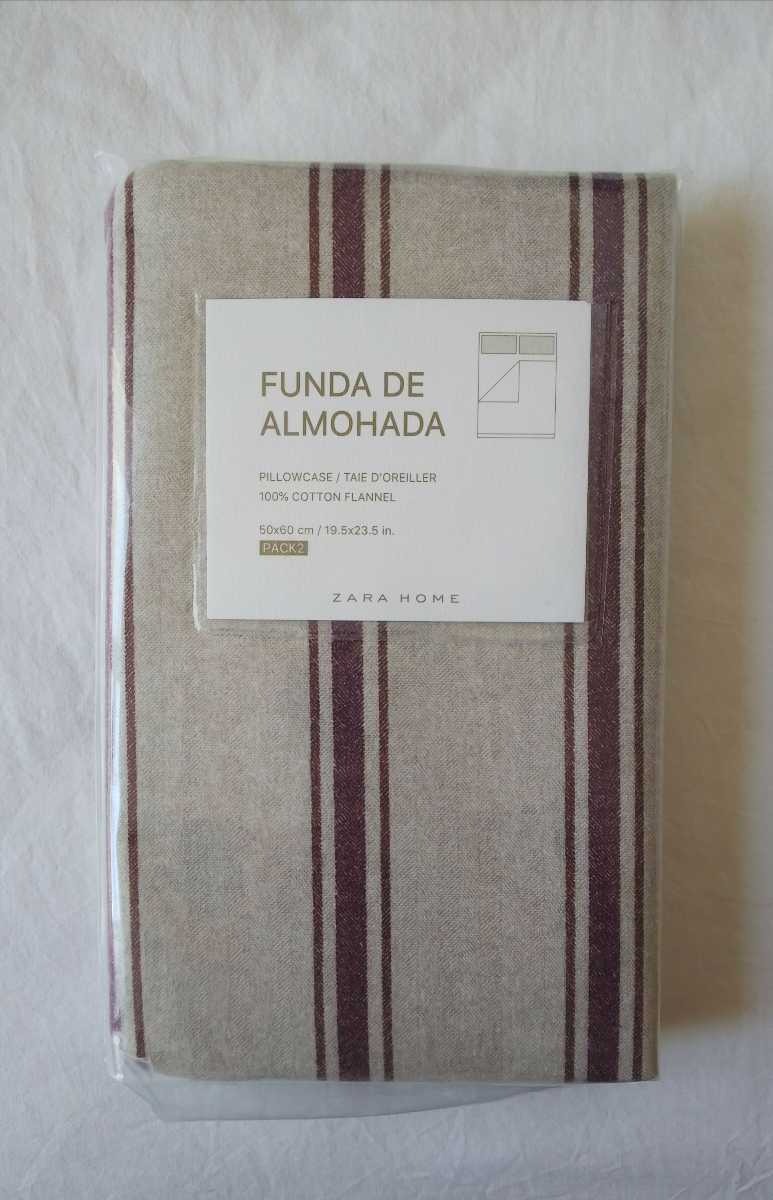 FUNDA DE
ALMOHADA
PILLOWCASE / TAIE D'OREILLER
100% COTTON FLANNEL
50x60 cm / 19.5x23.5 in.
PACK2
ZARA HOME